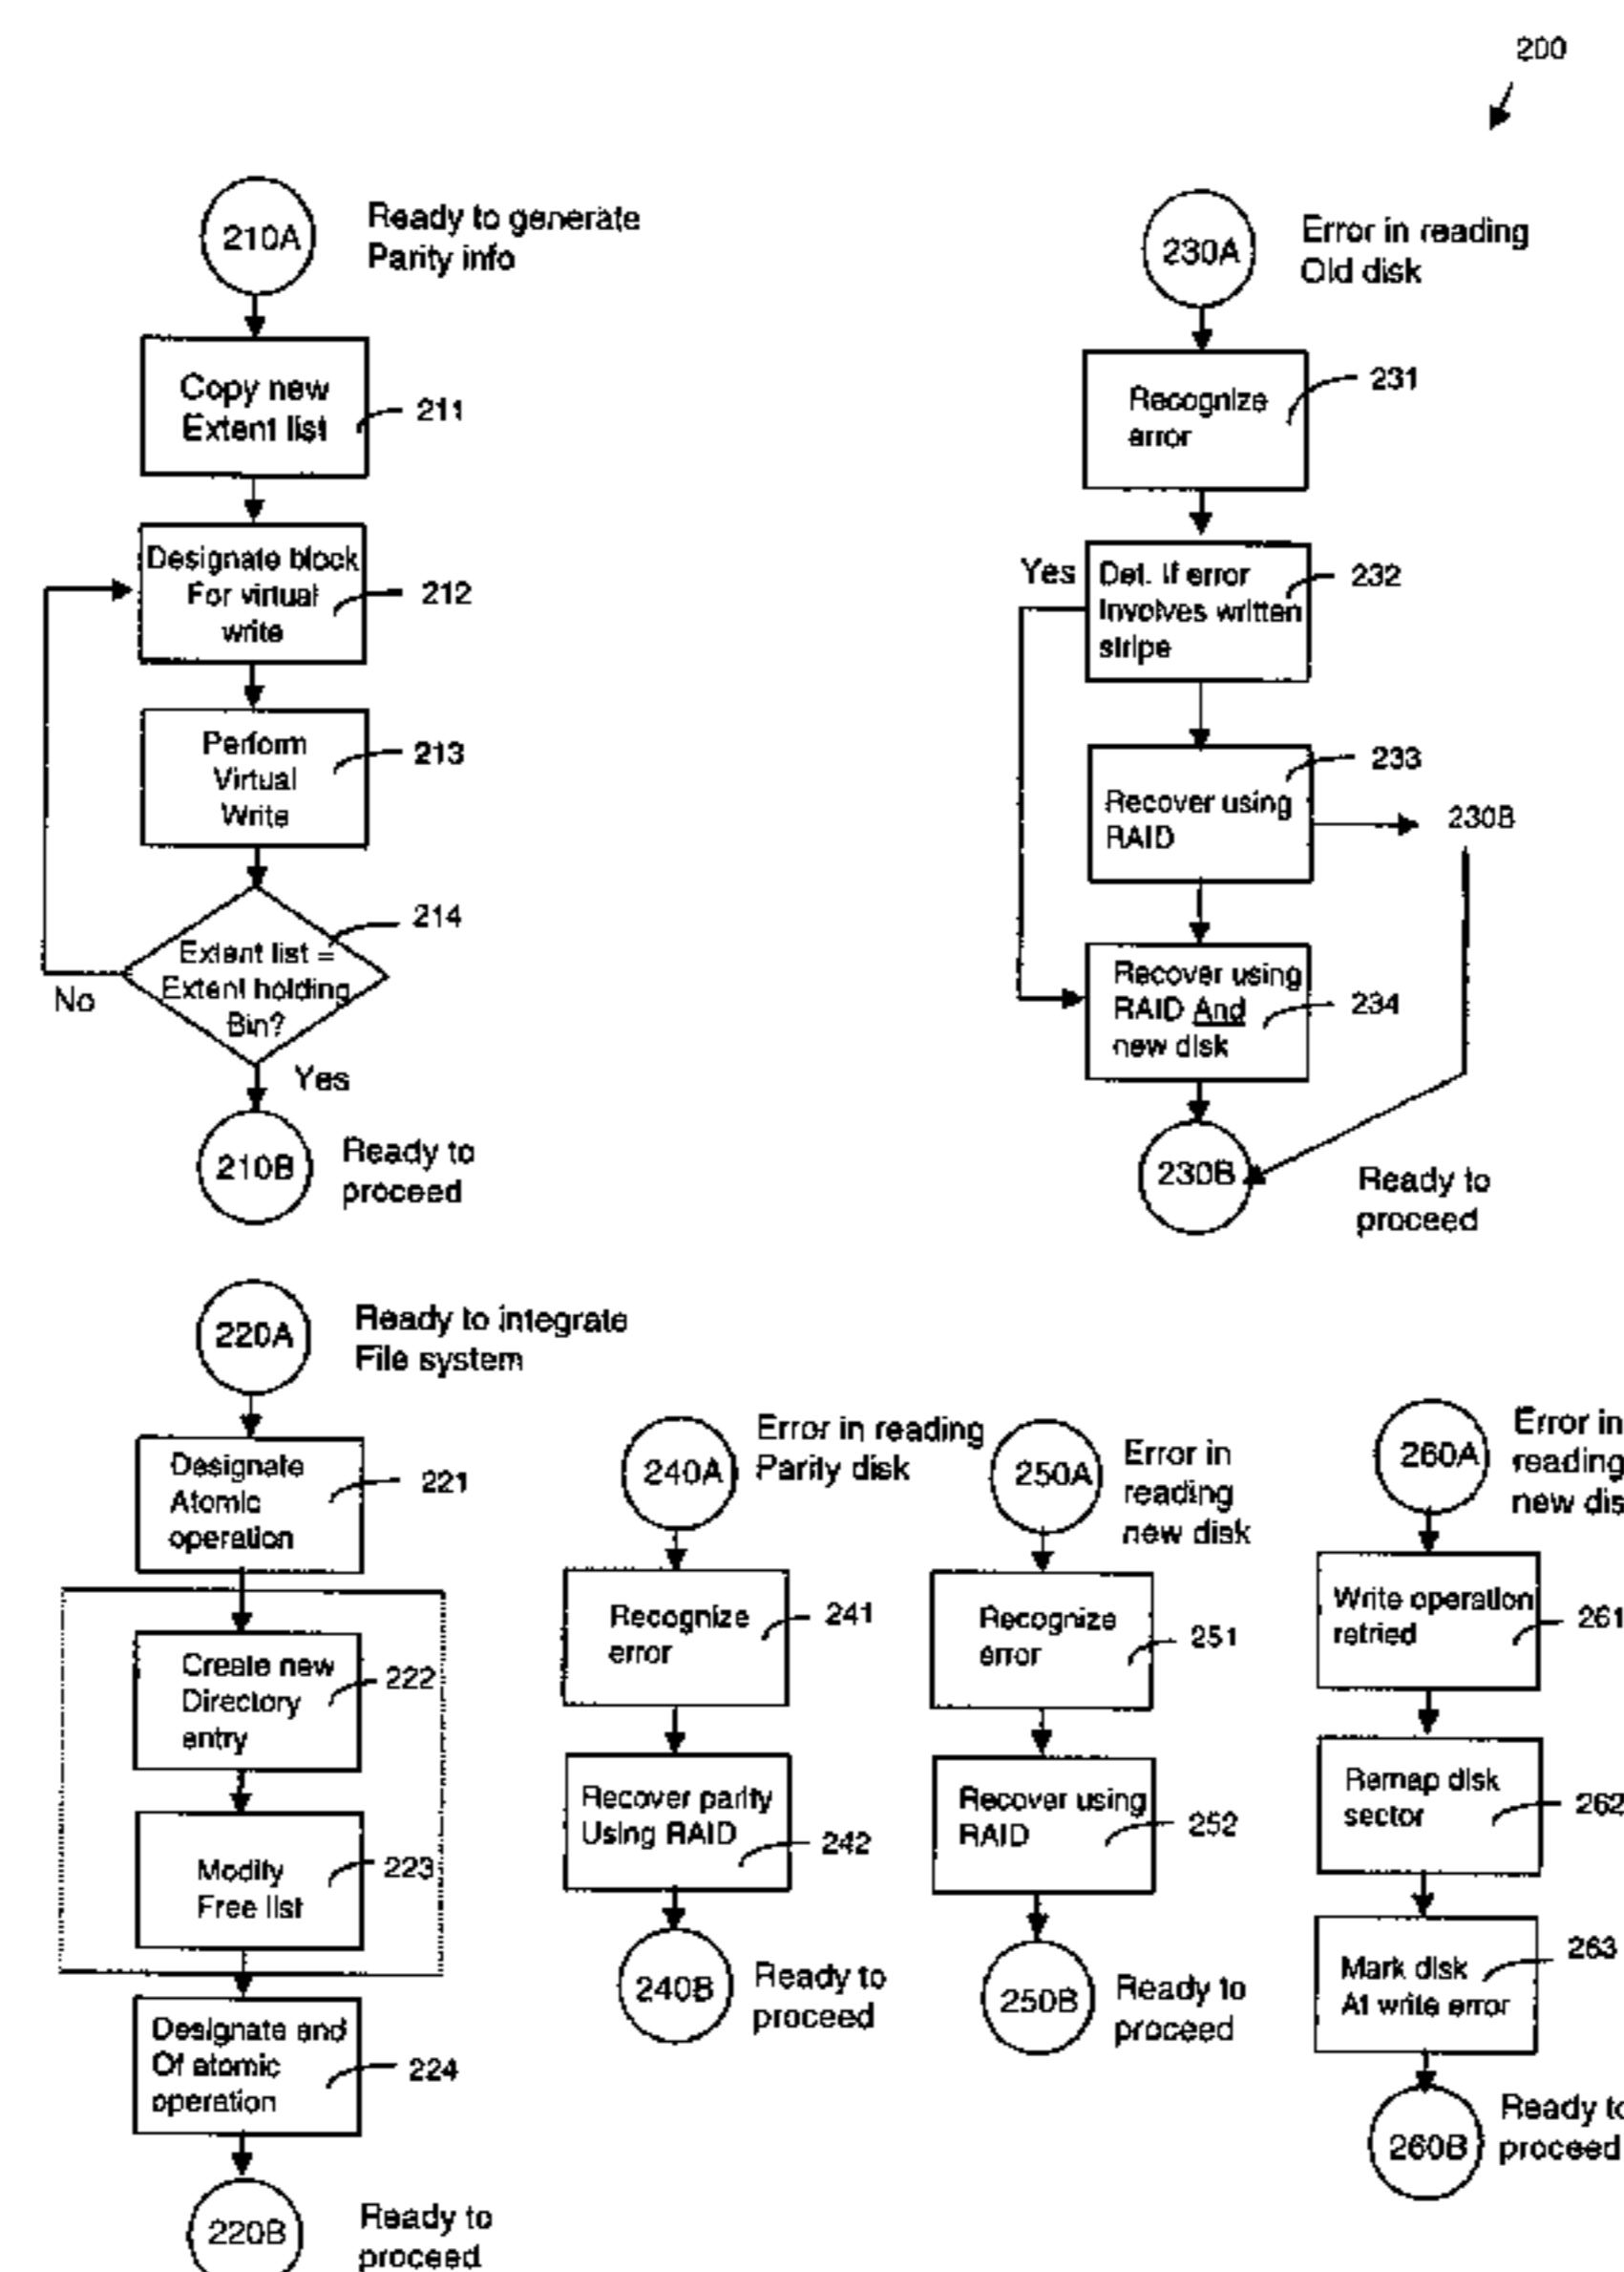 200
210A
Ready to generate
Parity info
Copy new
Extent list
211
Designate block
For virtual
write
212
Perform
Virtual
Write
213
Extent list =
Extent holding
Bin?
214
No
Yes
210B
Ready to
proceed
230A
Error in reading
Old disk
Recognize
error
231
Yes
Det. If error
Involves written
stripe
232
Recover using
RAID
233
230B
Recover using
RAID And
new disk
234
230B
Ready to
proceed
220A
Ready to integrate
File system
Designate
Atomic
operation
221
Create new
Directory
entry
222
Modify
Free list
223
Designate and
Of atomic
operation
224
220B
Ready to
proceed
240A
Error in reading
Parity disk
Recognize
error
241
Recover parity
Using RAID
242
240B
Ready to
proceed
250A
Error in
reading
new disk
Recognize
error
251
Recover using
RAID
252
250B
Ready to
proceed
260A
Error in
reading
new dis
Write operation
retried
261
Remap disk
sector
262
Mark disk
At write error
263
260B
Ready to
proceed